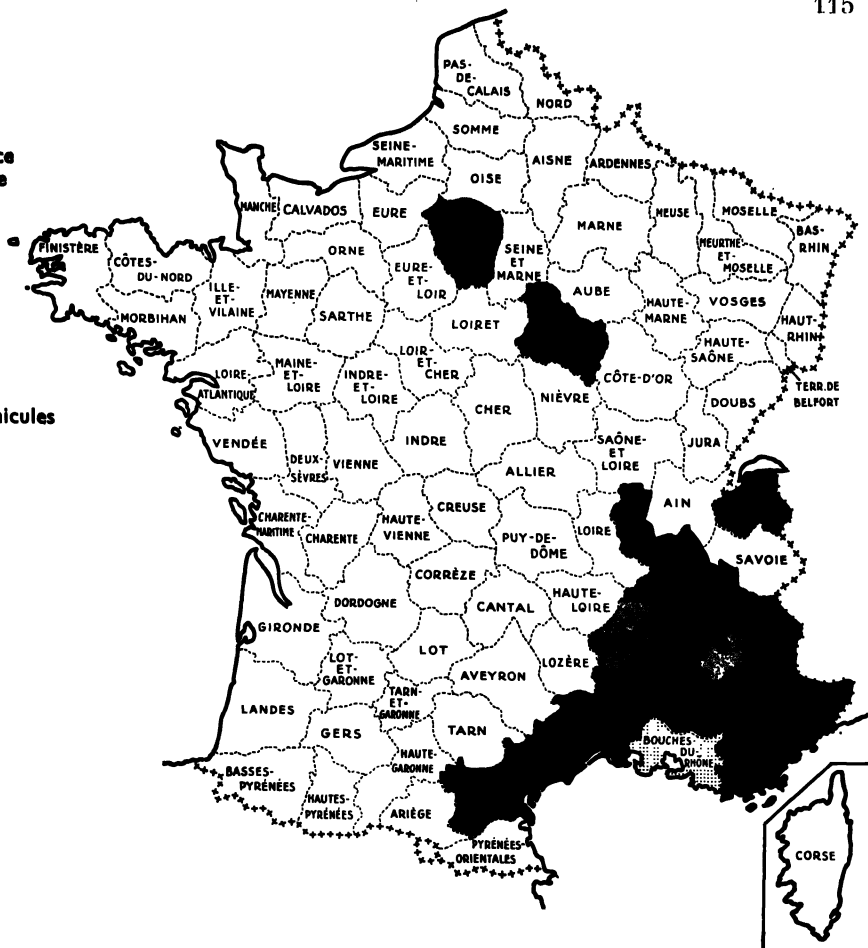 115
ce
e
hicules
PAS-
DE-
CALAIS
NORD
SOMME
SEINE-
MARITIME
OISE
AISNE
ARDENNES
MANCHE
CALVADOS
EURE
MARNE
MEUSE
MOSELLE
BAS-
RHIN
MEURTHE
ET-
MOSELLE
FINISTÈRE
CÔTES-
DU-NORD
ORNE
SEINE
ET
MARNE
EURE-
ET-
LOIR
ILLE-
ET-
VILAINE
MAYENNE
SARTHE
AUBE
HAUTE-
MARNE
VOSGES
HAUT-
RHIN
MORBIHAN
LOIRET
HAUTE-
SAÔNE
LOIRE
ATLANTIQUE
MAINE-
ET-
LOIRE
INDRE-
ET-
LOIRE
LOIR-
ET-
CHER
CÔTE-D'OR
TERR.DE
BELFORT
DOUBS
NIÈVRE
CHER
VENDÉE
DEUX-
SÈVRES
VIENNE
INDRE
SAÔNE-
ET
LOIRE
JURA
ALLIER
AIN
CHARENTE-
MARITIME
CHARENTE
HAUTE-
VIENNE
CREUSE
PUY-DE-
DÔME
LOIRE
SAVOIE
CORRÈZE
DORDOGNE
CANTAL
HAUTE-
LOIRE
GIRONDE
LOT
LOZÈRE
LOT-
ET-
GARONNE
AVEYRON
TARN
ET-
GARONNE
LANDES
GERS
TARN
HAUTE-
GARONNE
BOUCHES-
DU-
RHÔNE
BASSES-
PYRÉNÉES
HAUTES-
PYRÉNÉES
ARIÈGE
PYRÉNÉES-
ORIENTALES
CORSE